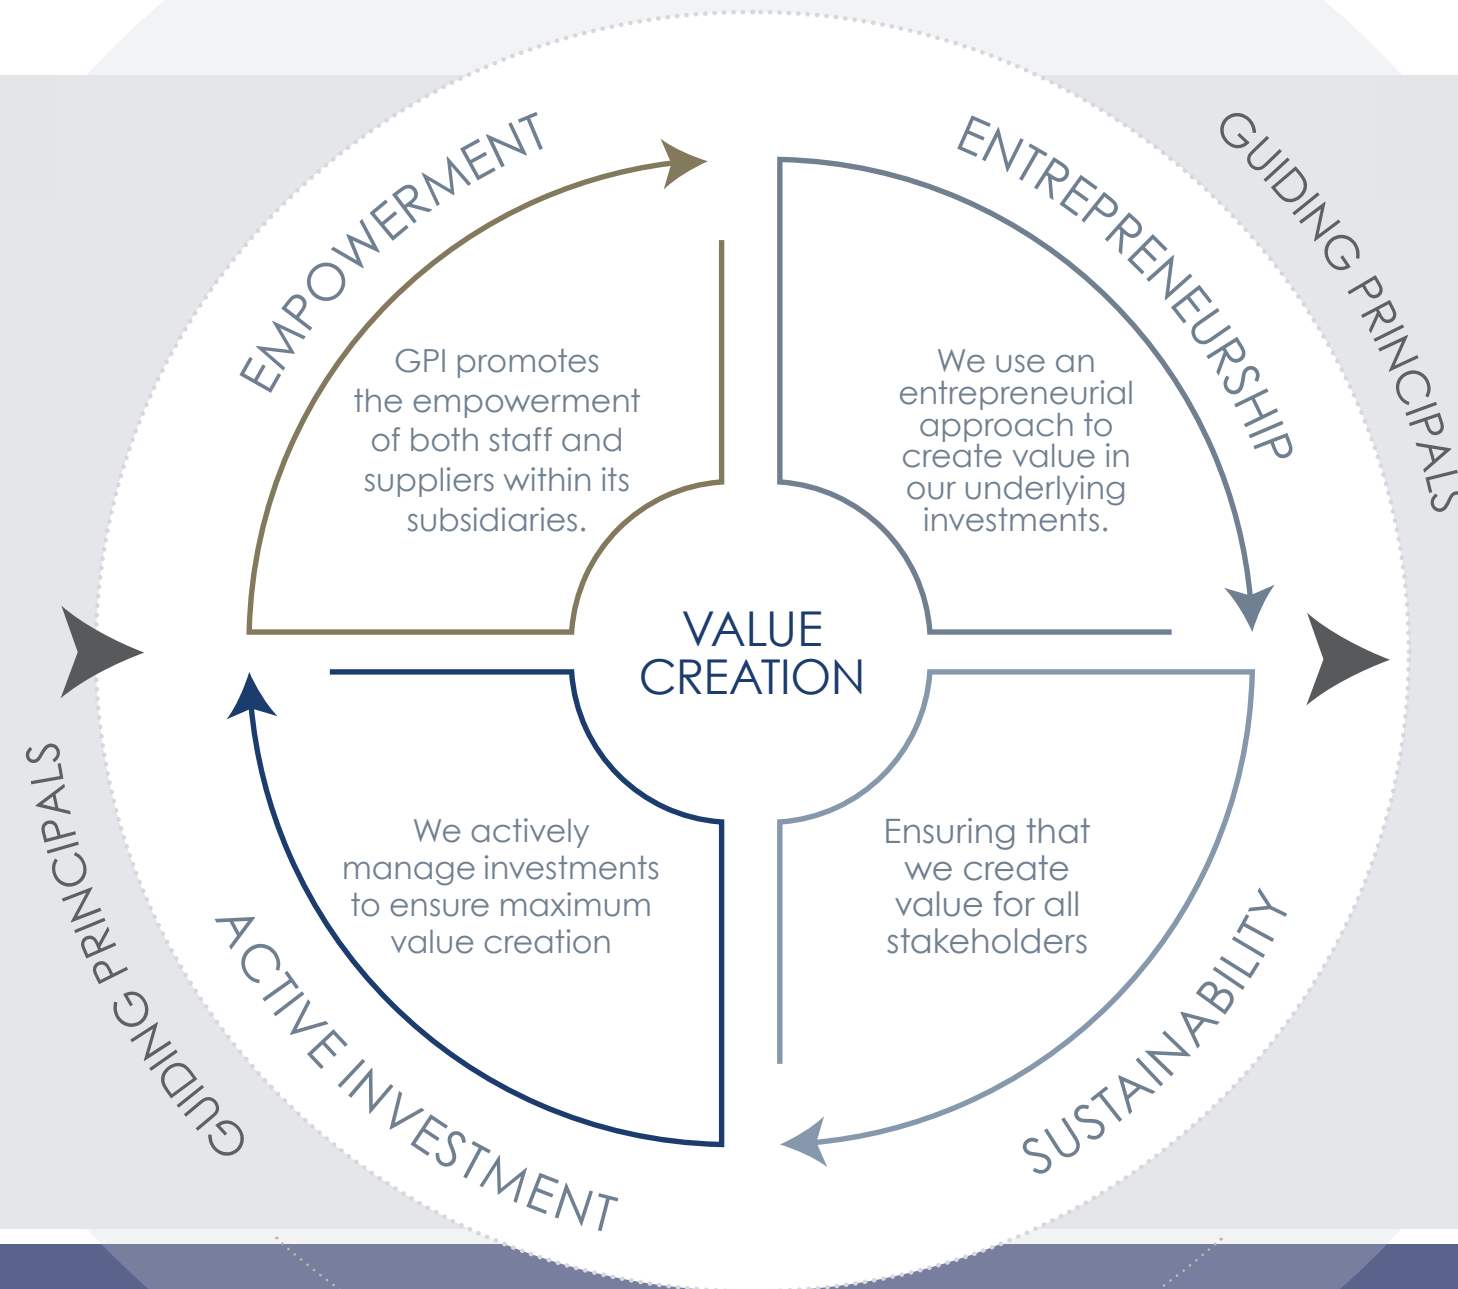 EMPOWERMENT
GPI promotes
the empowerment
of both staff and
suppliers within its
subsidiaries.
ENTREPRENEURSHIP
We use an
entrepreneurial
approach to
create value in
our underlying
investments.
GUIDING PRINCIPALS
VALUE
CREATION
GUIDING PRINCIPALS
ACTIVE INVESTMENT
We actively
manage investments
to ensure maximum
value creation
SUSTAINABILITY
Ensuring that
we create
value for all
stakeholders